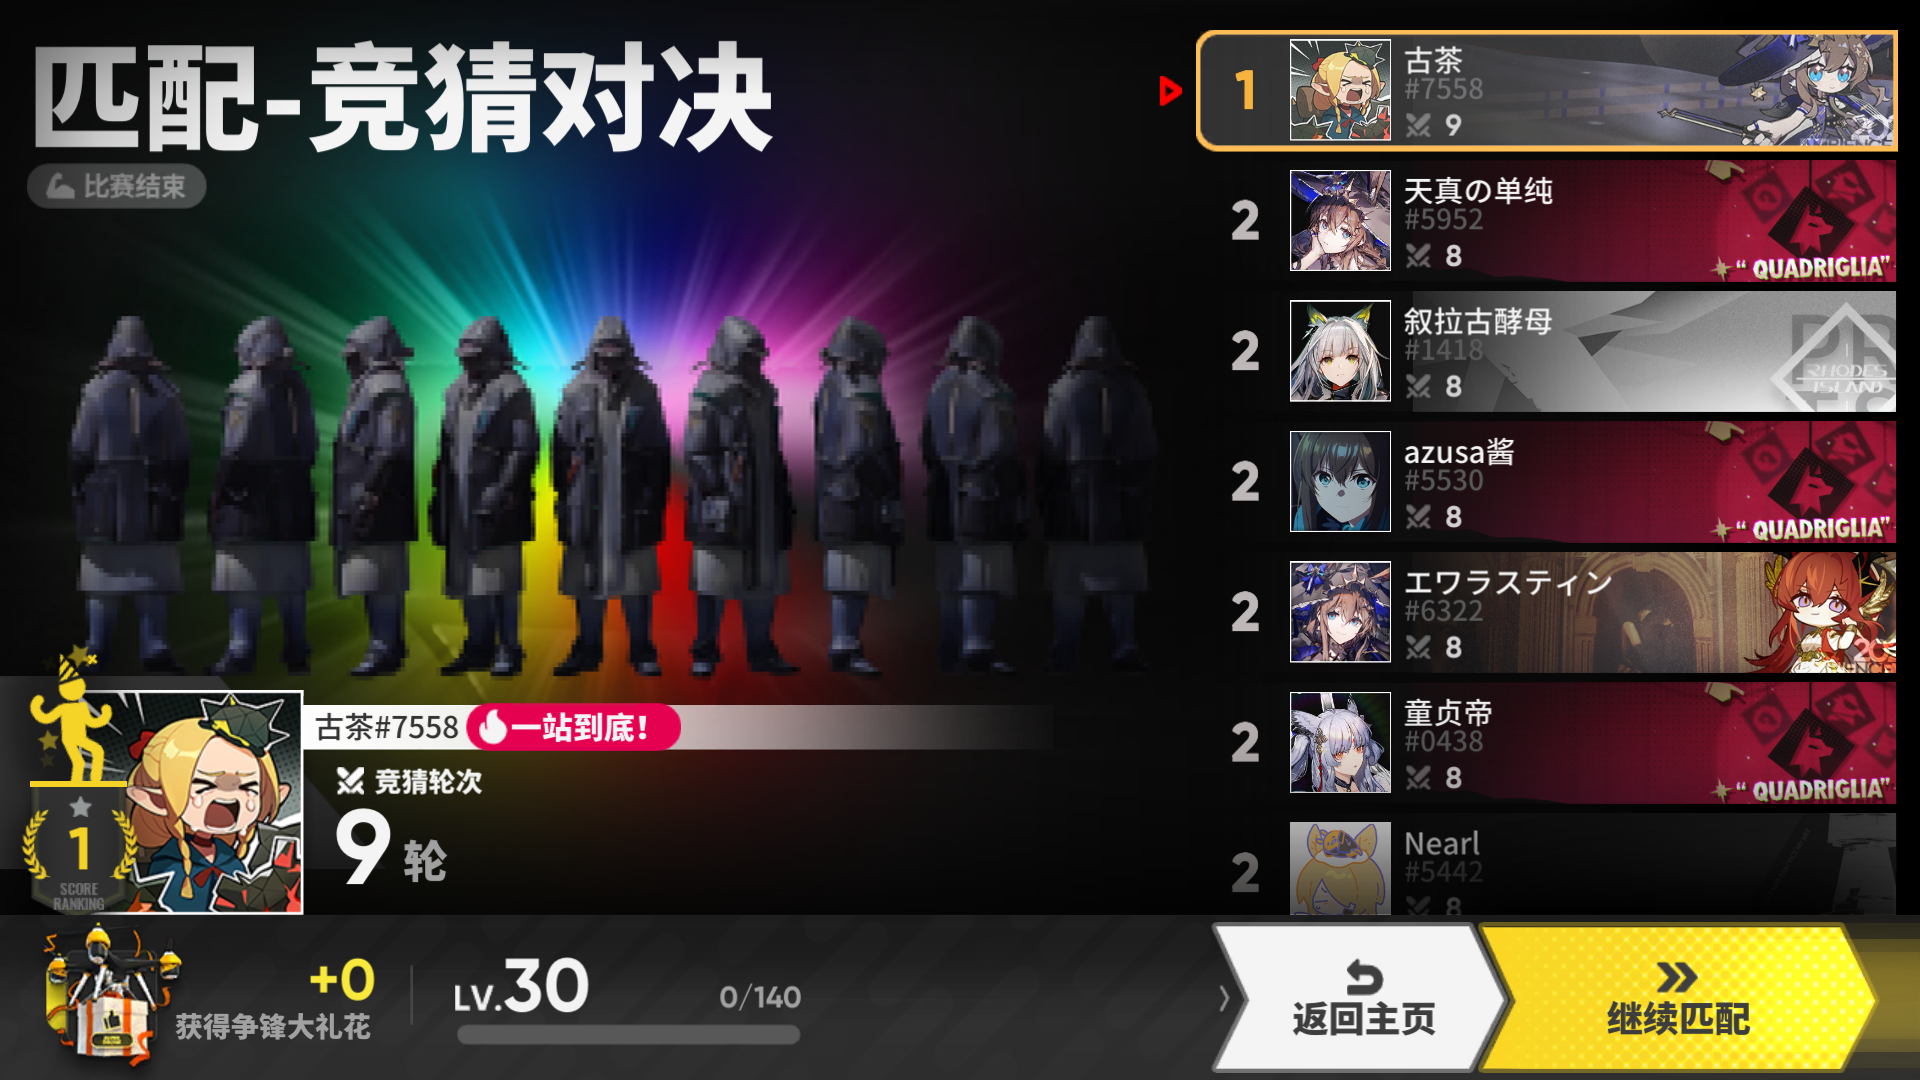 匹配-竞猜对决
比赛结束
1
古茶
#7558
9
2
天真の单纯
#5952
8
“ QUADRIGLIA”
2
叙拉古酵母
#1418
8
RHODES
ISLAND
2
azusa酱
#5530
8
“ QUADRIGLIA”
2
エワラスティン
#6322
8
2
童贞帝
#0438
8
“ QUADRIGLIA”
2
Nearl
#5442
8
古茶#7558
一站到底！
竞猜轮次
9 轮
1
SCORE
RANKING
+0
获得争锋大礼花
LV.30
0/140
返回主页
继续匹配